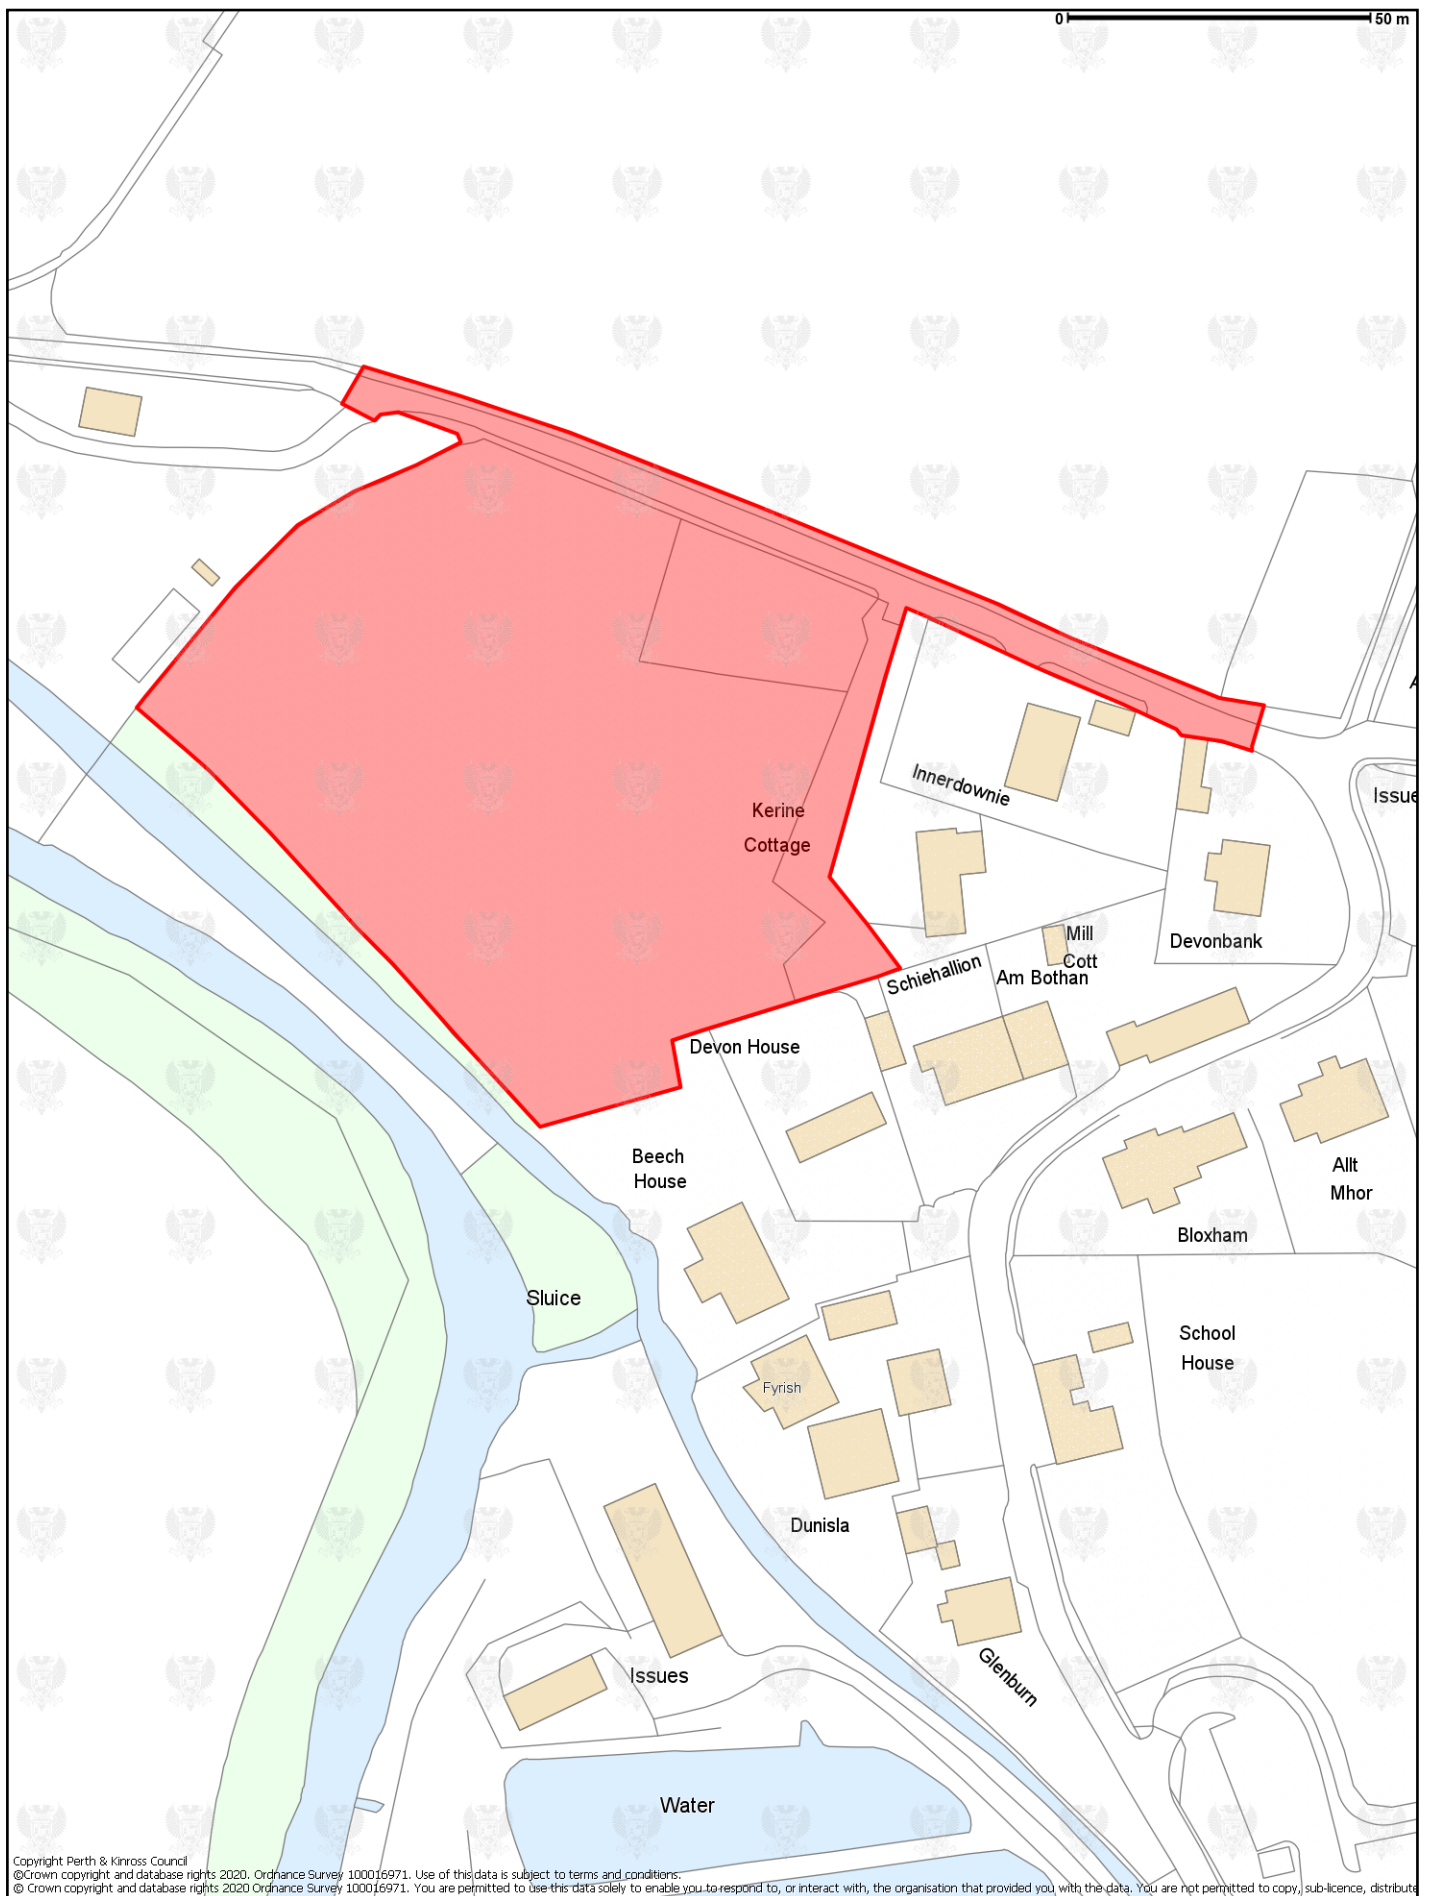 0 50 m
A
Issue
Innerdownie
Kerine
Cottage
Mill
Cott
Devonbank
Schiehallion
Am Bothan
Devon House
Beech
House
Allt
Mhor
Bloxham
Sluice
School
House
Fyrish
Dunisla
Glenburn
Issues
Water
Copyright Perth & Kinross Council
©Crown copyright and database rights 2020. Ordnance Survey 100016971. Use of this data is subject to terms and conditions.
© Crown copyright and database rights 2020 Ordnance Survey 100016971. You are permitted to use this data solely to enable you to respond to, or interact with, the organisation that provided you with the data. You are not permitted to copy, sub-licence, distribute